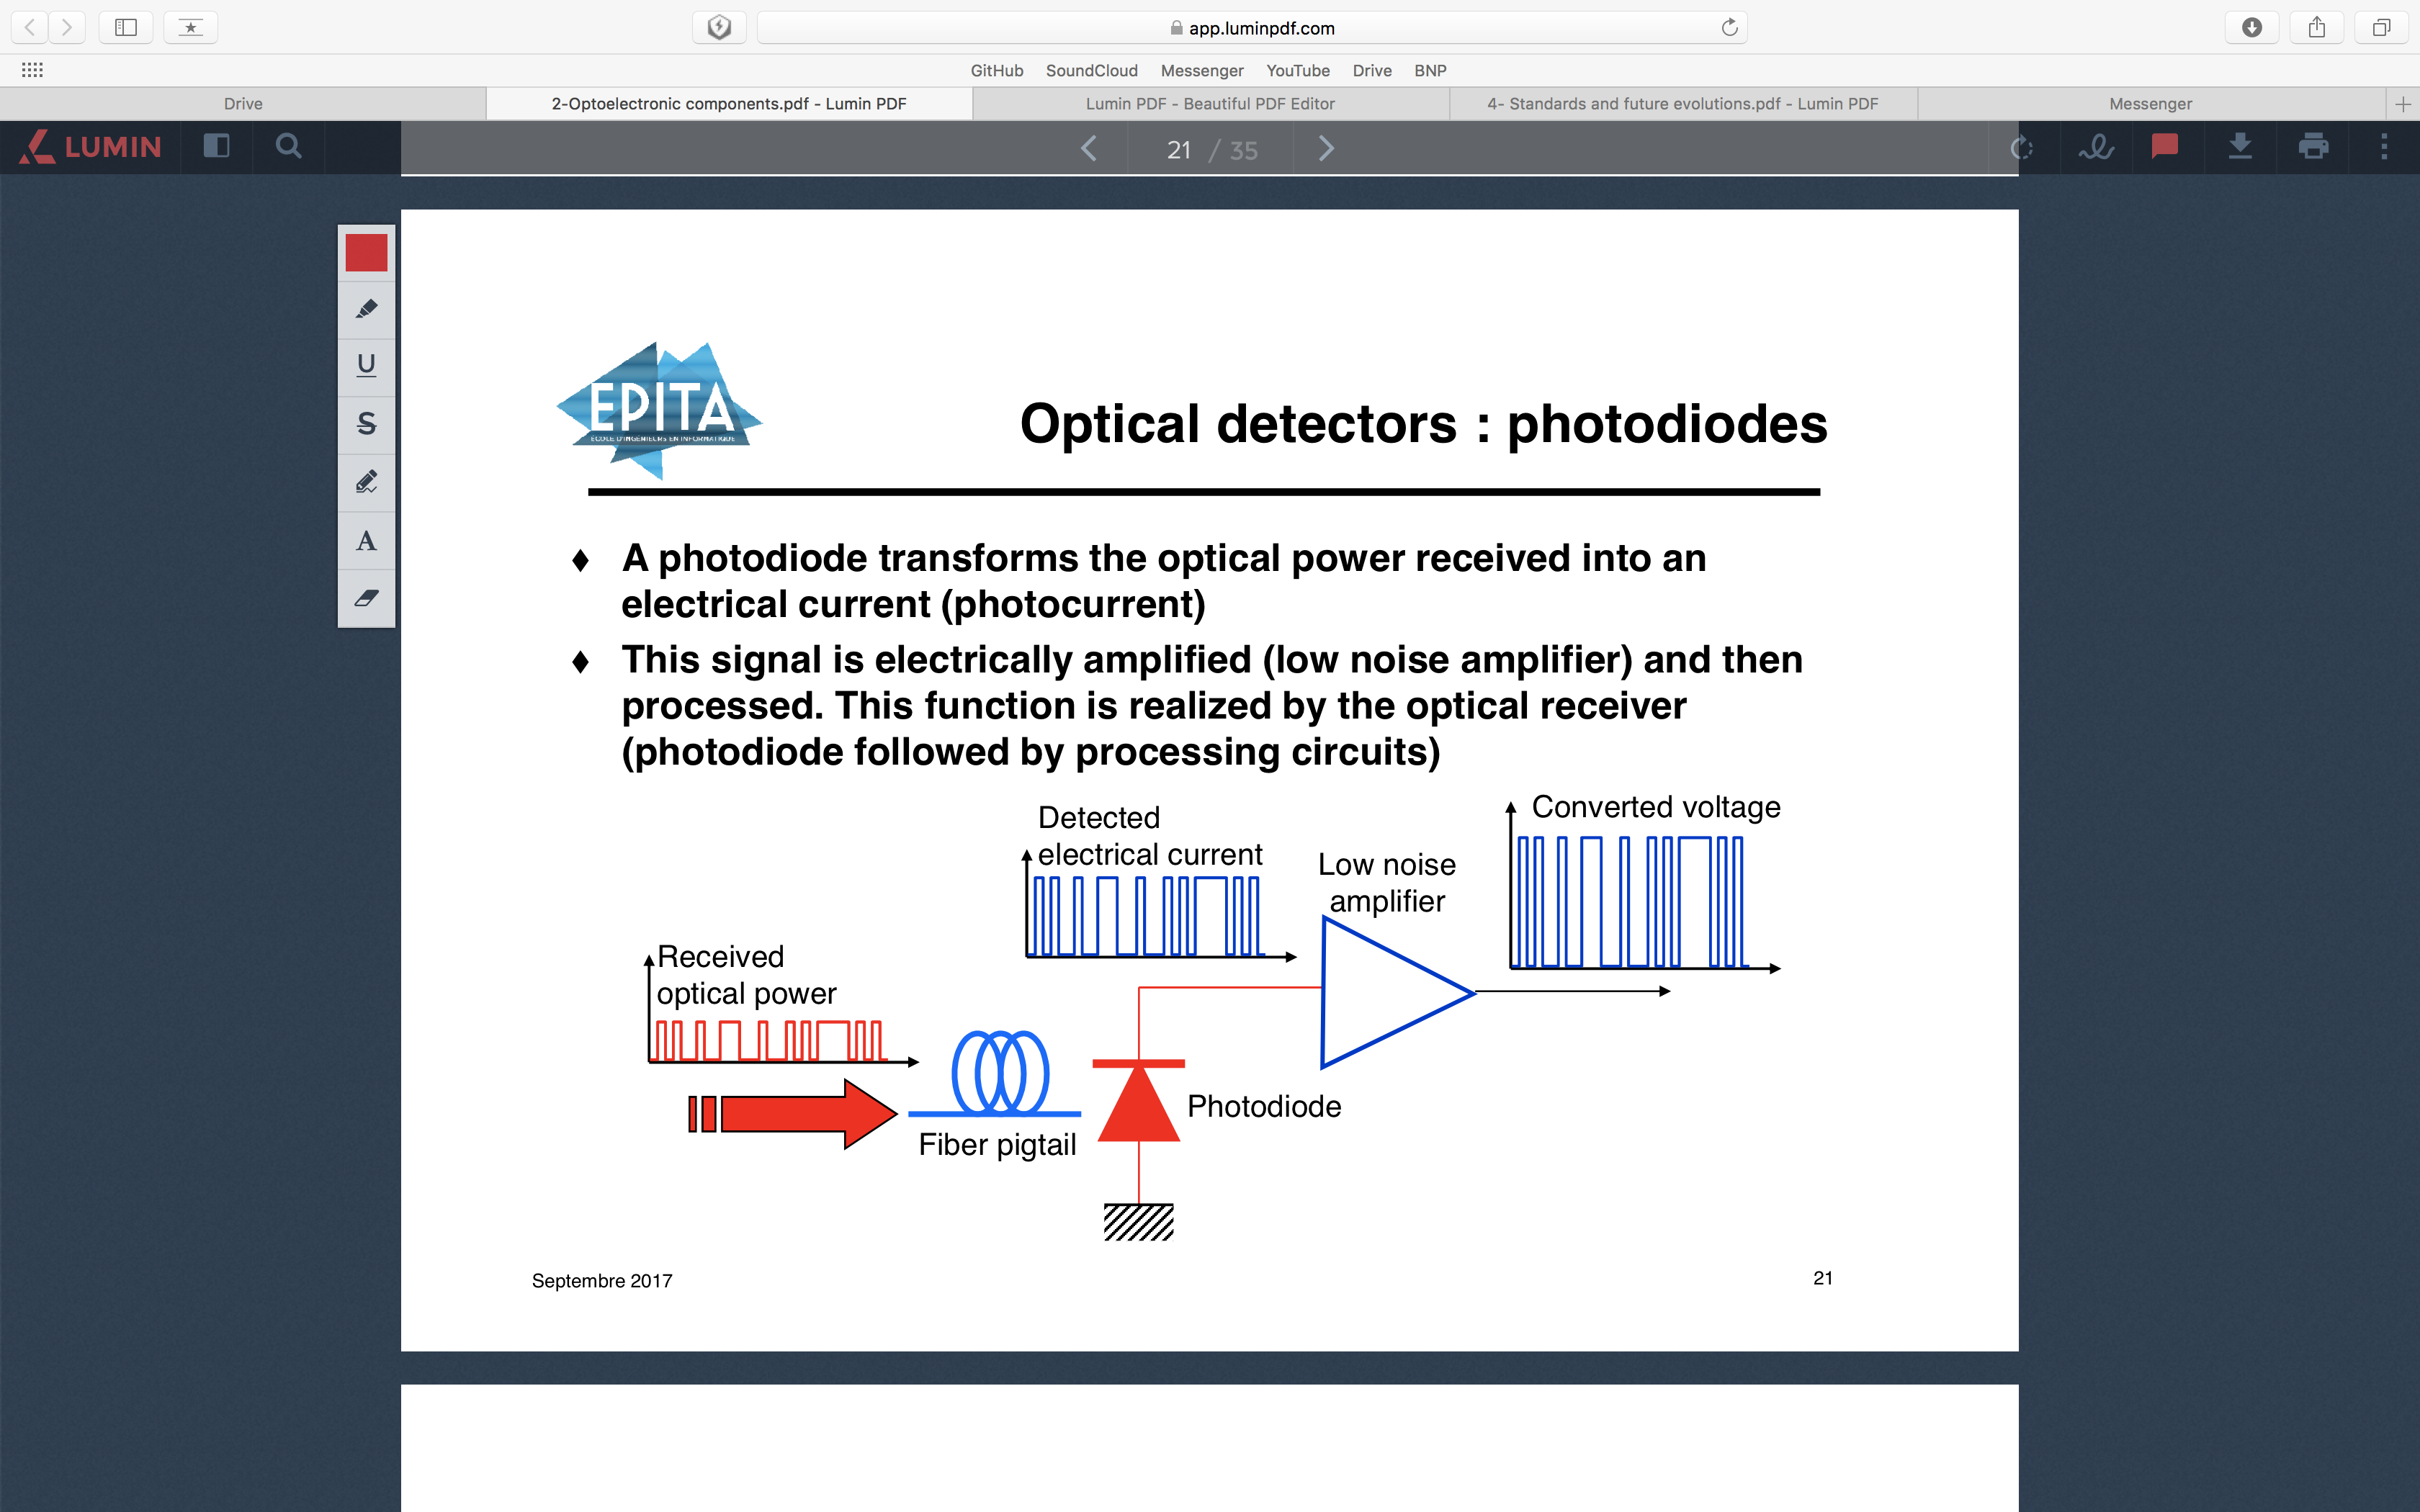 app.luminpdf.com
GitHub SoundCloud Messenger YouTube Drive BNP
Drive 2-Optoelectronic components.pdf - Lumin PDF Lumin PDF - Beautiful PDF Editor 4- Standards and future evolutions.pdf - Lumin PDF Messenger
LUMIN 21 / 35
U
S
A
EPITA
ECOLE D'INGENIEURS EN INFORMATIQUE
Optical detectors : photodiodes
♦ A photodiode transforms the optical power received into an
electrical current (photocurrent)
♦ This signal is electrically amplified (low noise amplifier) and then
processed. This function is realized by the optical receiver
(photodiode followed by processing circuits)
Detected
electrical current
Converted voltage
Low noise
amplifier
Received
optical power
Photodiode
Fiber pigtail
Septembre 2017
21